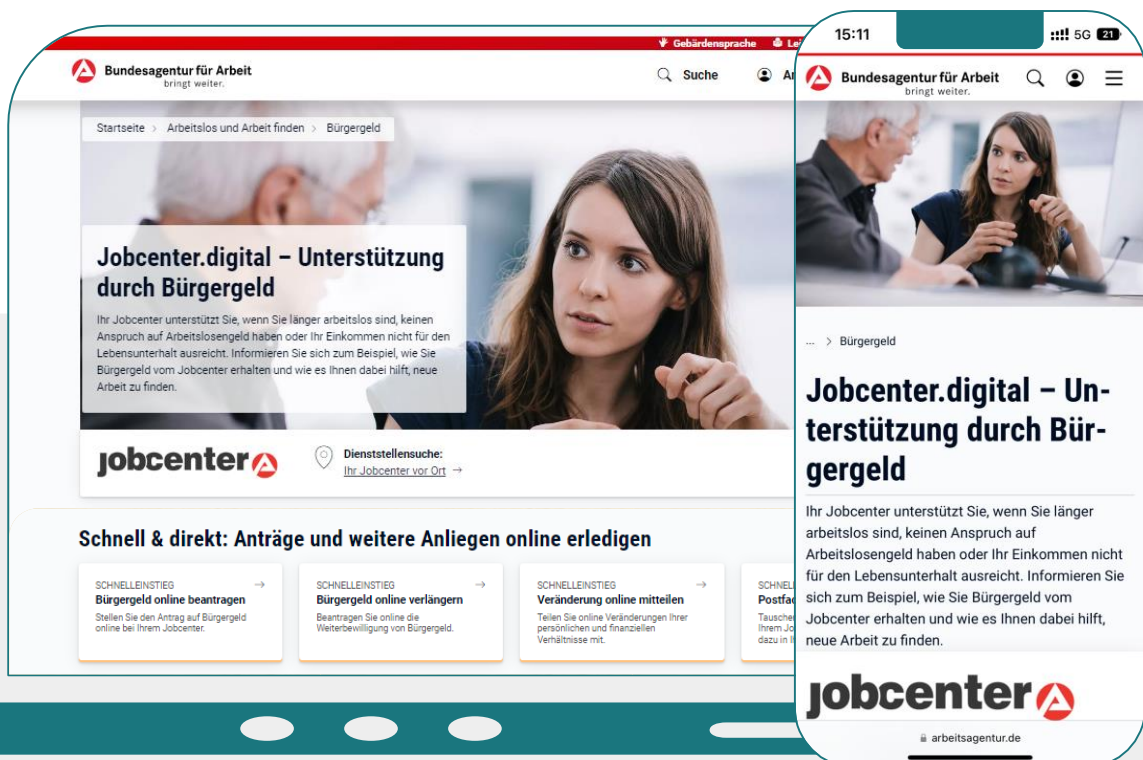 Gebärdensprache
Bundesagentur für Arbeit
bringt weiter.
Suche
Startseite > Arbeitslos und Arbeit finden > Bürgergeld
Jobcenter.digital – Unterstützung
durch Bürgergeld
Ihr Jobcenter unterstützt Sie, wenn Sie länger arbeitslos sind, keinen
Anspruch auf Arbeitslosengeld haben oder Ihr Einkommen nicht für den
Lebensunterhalt ausreicht. Informieren Sie sich zum Beispiel, wie Sie
Bürgergeld vom Jobcenter erhalten und wie es Ihnen dabei hilft, neue
Arbeit zu finden.
jobcenter
Dienststellensuche:
Ihr Jobcenter vor Ort →
Schnell & direkt: Anträge und weitere Anliegen online erledigen
SCHNELLEINSTIEG →
Bürgergeld online beantragen
Stellen Sie den Antrag auf Bürgergeld
online bei Ihrem Jobcenter.
SCHNELLEINSTIEG →
Bürgergeld online verlängern
Beantragen Sie online die
Weiterbewilligung von Bürgergeld.
SCHNELLEINSTIEG →
Veränderung online mitteilen
Teilen Sie online Veränderungen Ihrer
persönlichen und finanziellen
Verhältnisse mit.
SCHNEL
Postfac
Tausche
Ihrem Jo
dazu in
15:11 5G 21
Bundesagentur für Arbeit
bringt weiter.
... > Bürgergeld
Jobcenter.digital – Un-
terstützung durch Bür-
gergeld
Ihr Jobcenter unterstützt Sie, wenn Sie länger
arbeitslos sind, keinen Anspruch auf
Arbeitslosengeld haben oder Ihr Einkommen nicht
für den Lebensunterhalt ausreicht. Informieren Sie
sich zum Beispiel, wie Sie Bürgergeld vom
Jobcenter erhalten und wie es Ihnen dabei hilft,
neue Arbeit zu finden.
jobcenter
arbeitsagentur.de